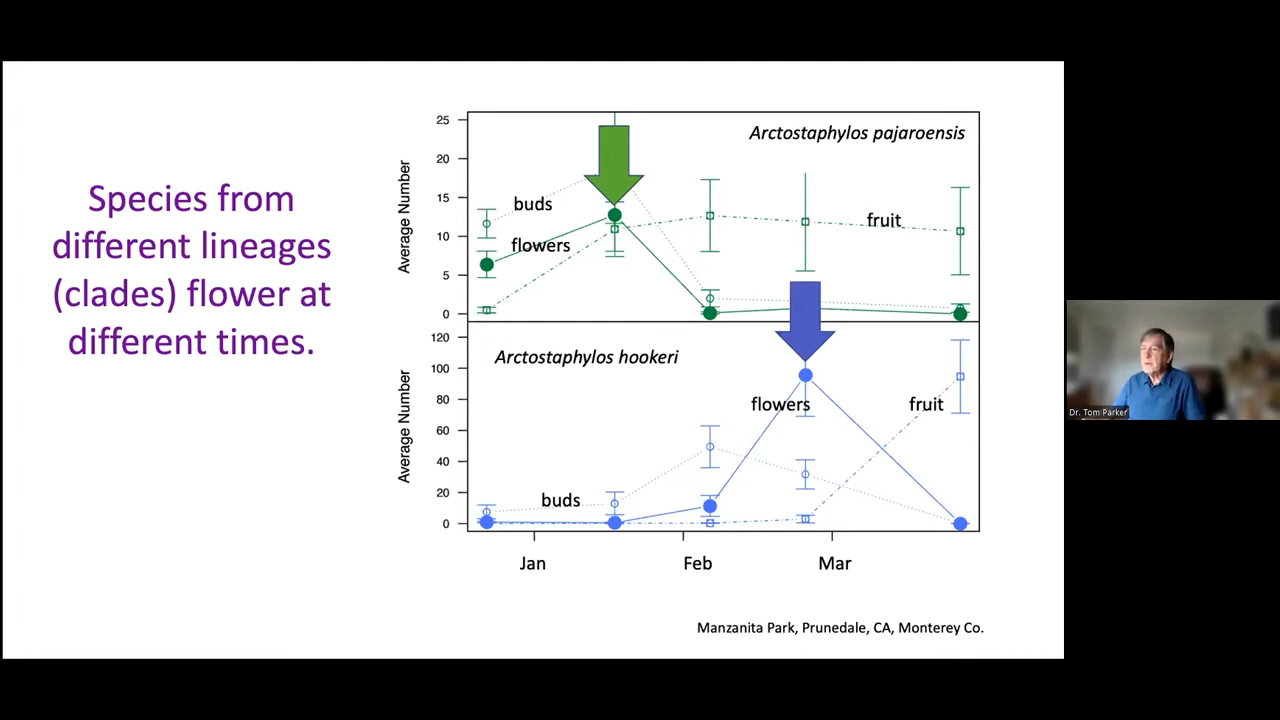 Species from
different lineages
(clades) flower at
different times.
Arctostaphylos pajaroensis
Average Number
25
20
15
10
5
0
buds
flowers
fruit
Arctostaphylos hookeri
Average Number
120
100
80
60
40
20
0
buds
flowers
fruit
Jan
Feb
Mar
Manzanita Park, Prunedale, CA, Monterey Co.
Dr. Tom Parker